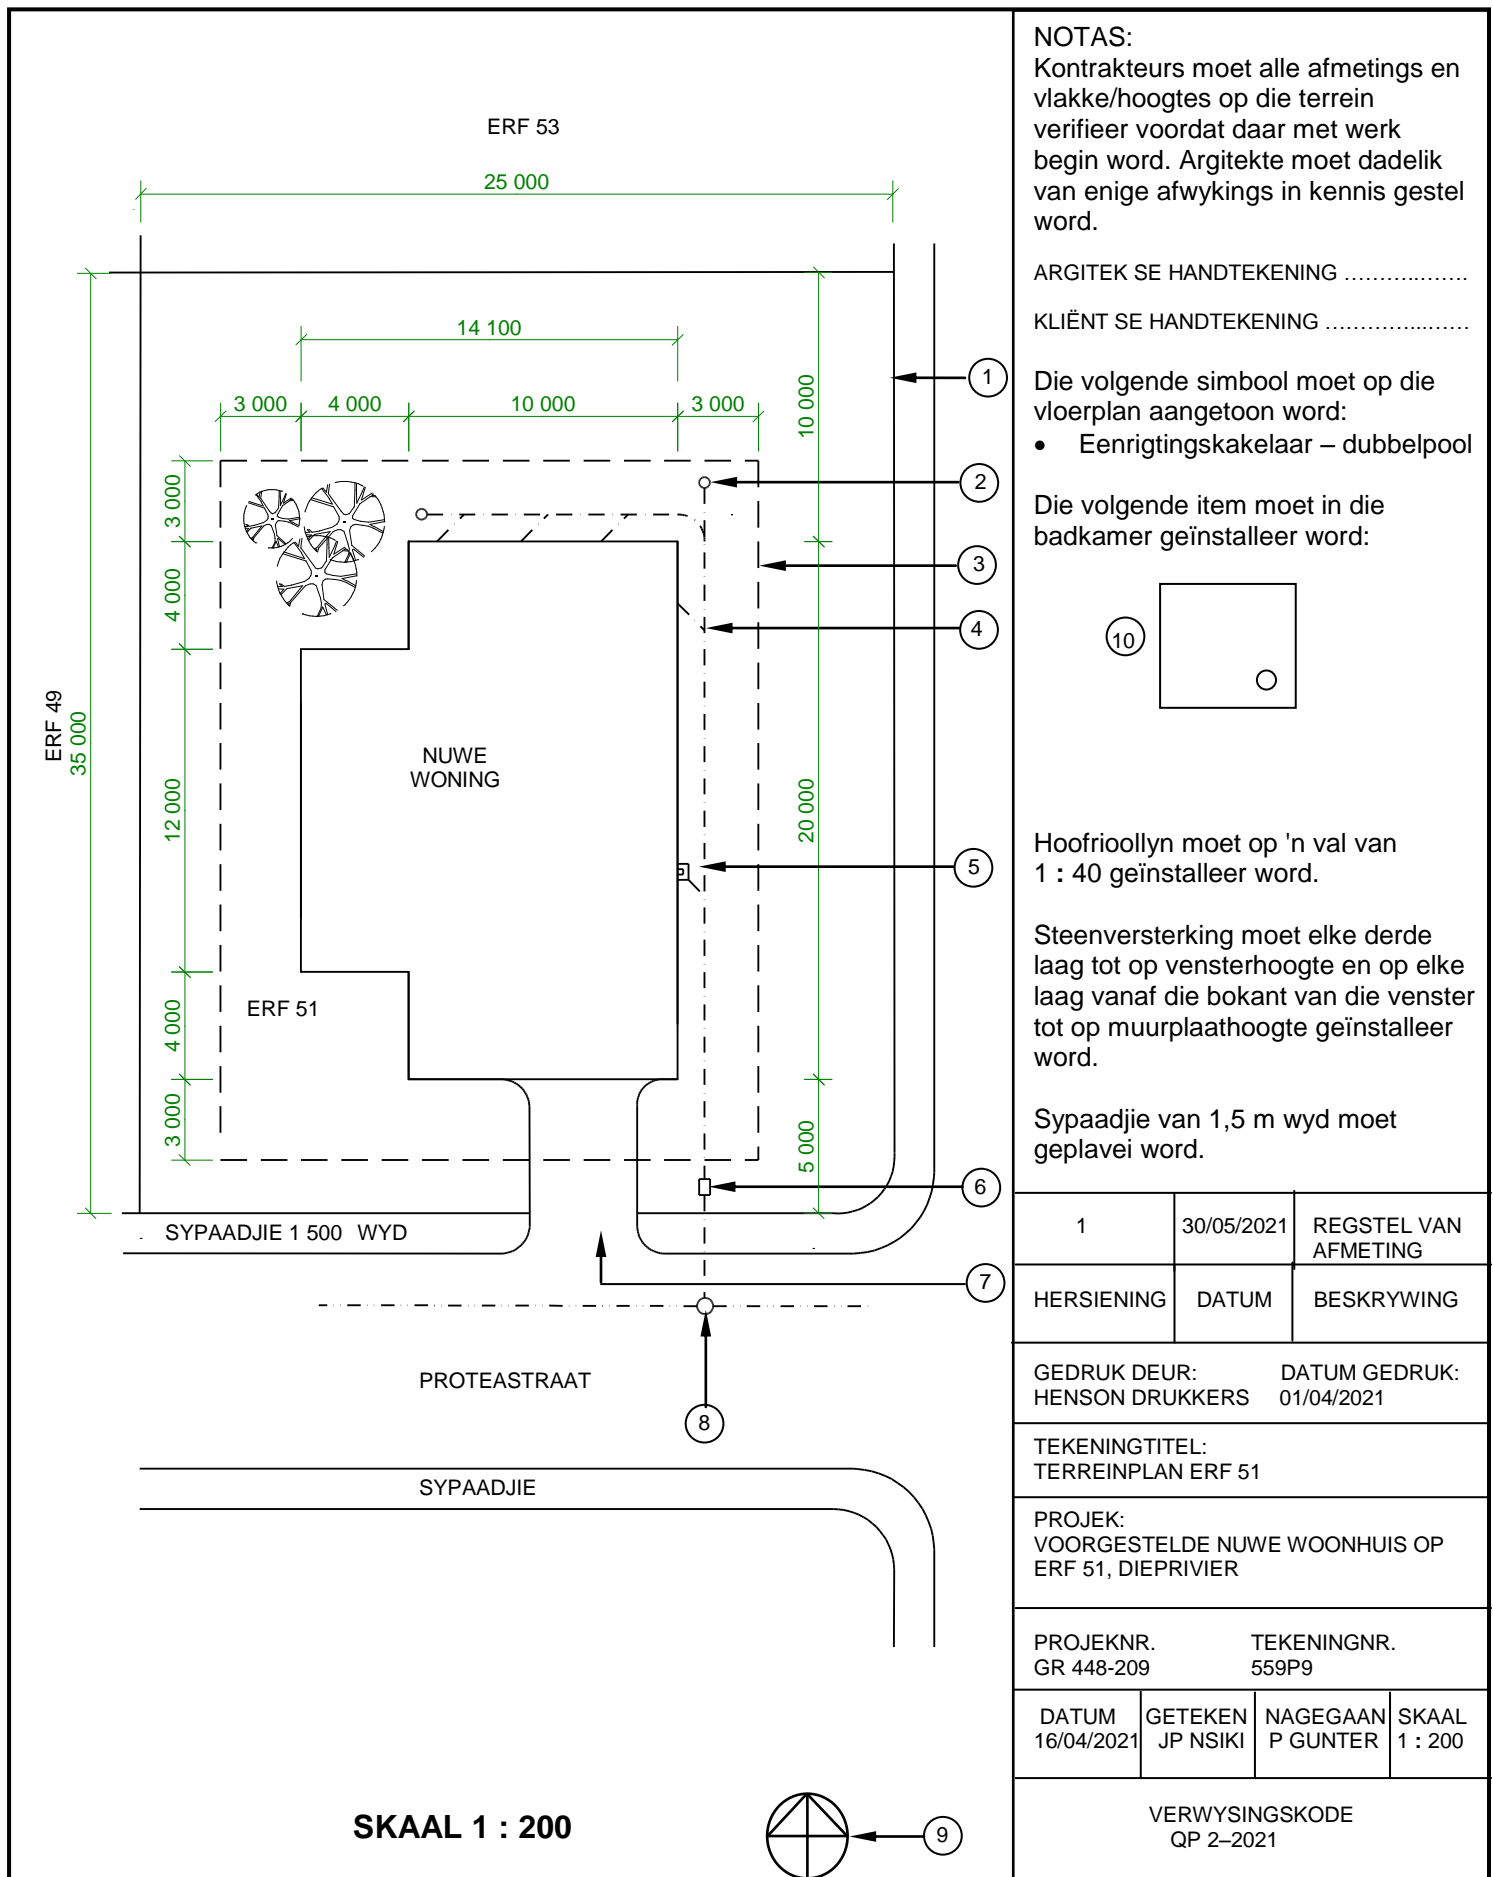 ERF 53
25 000
14 100
3 000
4 000
10 000
3 000
10 000
3 000
4 000
12 000
4 000
3 000
20 000
5 000
ERF 49
35 000
NUWE
WONING
ERF 51
SYPAADJIE 1 500 WYD
PROTEASTRAAT
SYPAADJIE
1
2
3
4
5
6
7
8
9
SKAAL 1 : 200
NOTAS:
Kontrakteurs moet alle afmetings en
vlakke/hoogtes op die terrein
verifieer voordat daar met werk
begin word. Argitekte moet dadelik
van enige afwykings in kennis gestel
word.
ARGITEK SE HANDTEKENING ………...…….
KLIËNT SE HANDTEKENING …………....……
Die volgende simbool moet op die
vloerplan aangetoon word:
• Eenrigtingskakelaar – dubbelpool
Die volgende item moet in die
badkamer geïnstalleer word:
10
Hoofrioollyn moet op 'n val van
1 : 40 geïnstalleer word.
Steenversterking moet elke derde
laag tot op vensterhoogte en op elke
laag vanaf die bokant van die venster
tot op muurplaathoogte geïnstalleer
word.
Sypaadjie van 1,5 m wyd moet
geplavei word.
1 30/05/2021 REGSTEL VAN
AFMETING
HERSIENING DATUM BESKRYWING
GEDRUK DEUR: DATUM GEDRUK:
HENSON DRUKKERS 01/04/2021
TEKENINGTITEL:
TERREINPLAN ERF 51
PROJEK:
VOORGESTELDE NUWE WOONHUIS OP
ERF 51, DIEPRIVIER
PROJEKNR. TEKENINGNR.
GR 448-209 559P9
DATUM GETEKEN NAGEGAAN SKAAL
16/04/2021 JP NSIKI P GUNTER 1 : 200
VERWYSINGSKODE
QP 2–2021